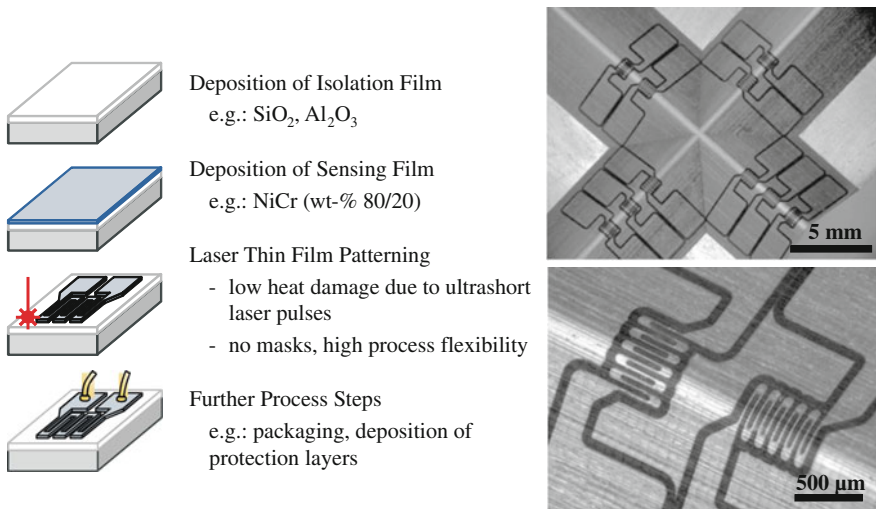 Deposition of Isolation Film
e.g.: SiO₂, Al₂O₃
Deposition of Sensing Film
e.g.: NiCr (wt-% 80/20)
Laser Thin Film Patterning
- low heat damage due to ultrashort
laser pulses
- no masks, high process flexibility
Further Process Steps
e.g.: packaging, deposition of
protection layers
5 mm
500 µm